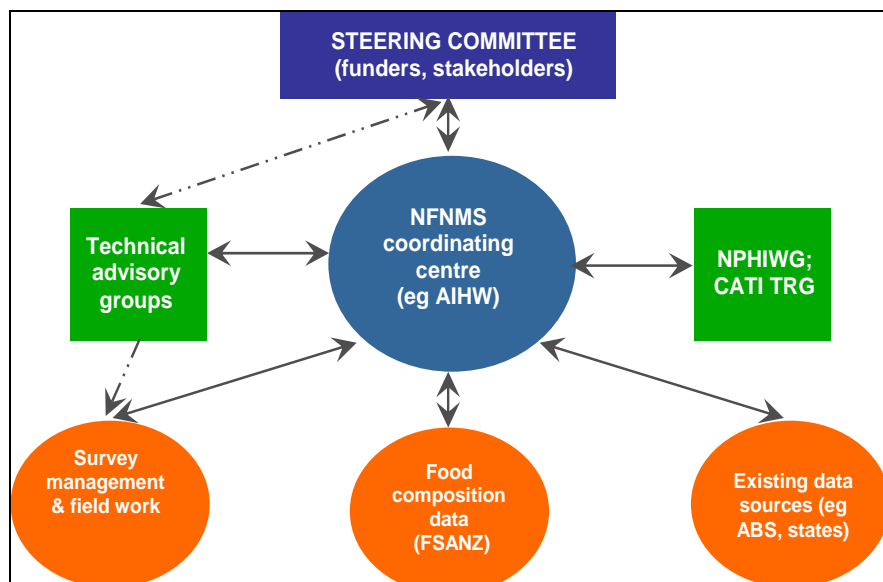 STEERING COMMITTEE
(funders, stakeholders)
Technical
advisory
groups
NFNMS
coordinating
centre
(eg AIHW)
NPHIWG;
CATI TRG
Survey
management
& field work
Food
composition
data
(FSANZ)
Existing data
sources (eg
ABS, states)